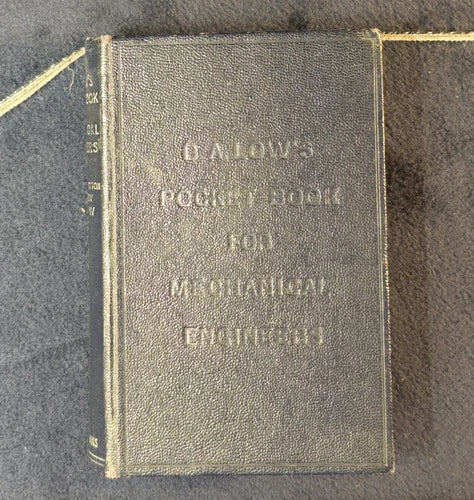 D. A. LOW'S
POCKET-BOOK
FOR
MECHANICAL
ENGINEERS